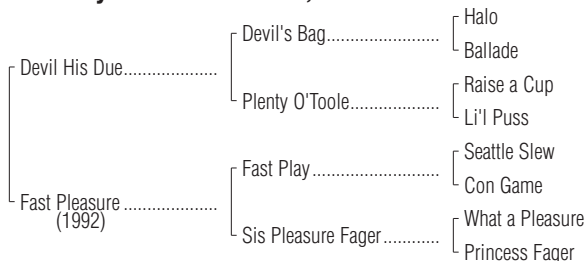 Halo
Devil's Bag
Ballade
Devil His Due
Raise a Cup
Plenty O'Toole
Li'l Puss
Seattle Slew
Fast Play
Con Game
Fast Pleasure
(1992)
What a Pleasure
Sis Pleasure Fager
Princess Fager